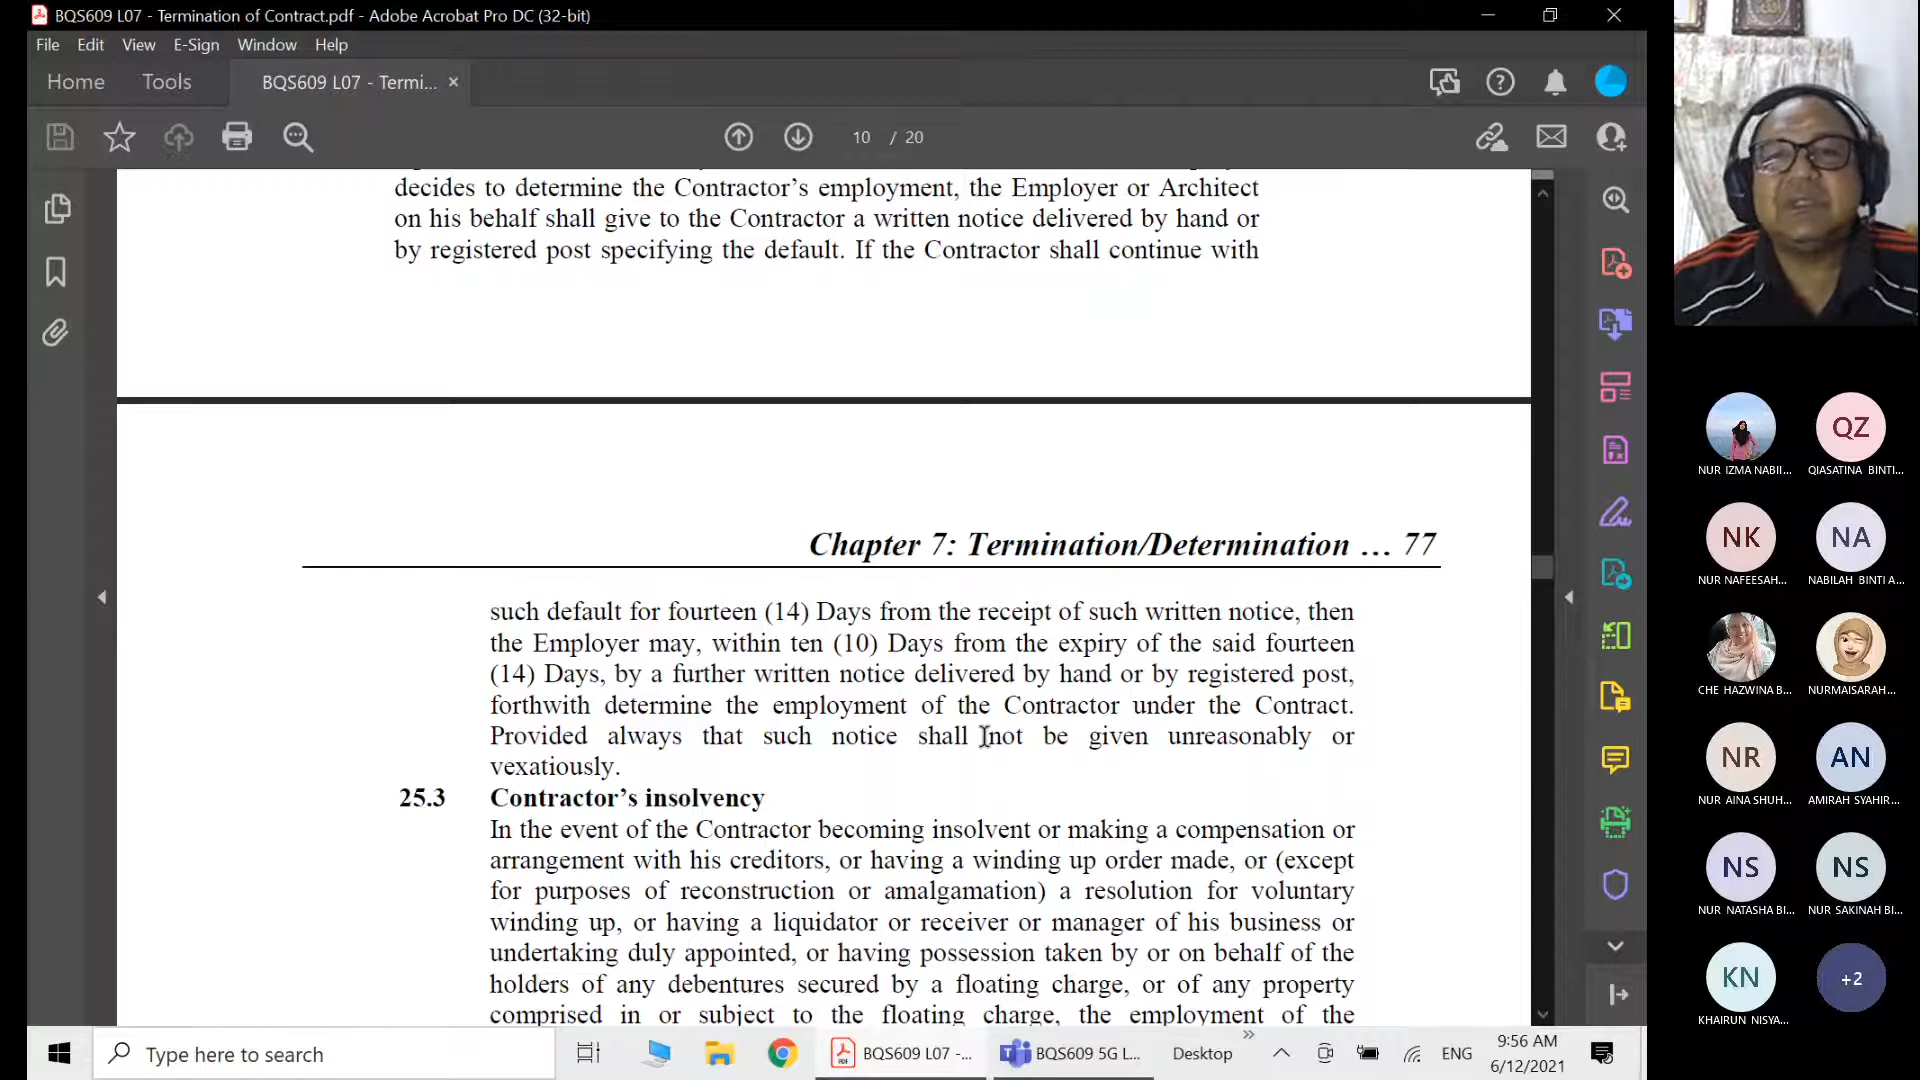 BQS609 L07 - Termination of Contract.pdf - Adobe Acrobat Pro DC (32-bit)
File Edit View E-Sign Window Help
Home Tools BQS609 L07 - Termi... ×
10 / 20
decides to determine the Contractor's employment, the Employer or Architect
on his behalf shall give to the Contractor a written notice delivered by hand or
by registered post specifying the default. If the Contractor shall continue with
Chapter 7: Termination/Determination … 77
such default for fourteen (14) Days from the receipt of such written notice, then
the Employer may, within ten (10) Days from the expiry of the said fourteen
(14) Days, by a further written notice delivered by hand or by registered post,
forthwith determine the employment of the Contractor under the Contract.
Provided always that such notice shall not be given unreasonably or
vexatiously.
25.3 Contractor's insolvency
In the event of the Contractor becoming insolvent or making a compensation or
arrangement with his creditors, or having a winding up order made, or (except
for purposes of reconstruction or amalgamation) a resolution for voluntary
winding up, or having a liquidator or receiver or manager of his business or
undertaking duly appointed, or having possession taken by or on behalf of the
holders of any debentures secured by a floating charge, or of any property
comprised in or subject to the floating charge, the employment of the
QZ
NUR IZMA NABII... QIASATINA BINTI...
NK NA
NUR NAFEESAH... NABILAH BINTI A...
CHE HAZWINA B... NURMAISARAH...
NR AN
NUR AINA SHUH... AMIRAH SYAHIR...
NS NS
NUR NATASHA BI... NUR SAKINAH BI...
KN +2
KHAIRUN NISYA...
Type here to search
BQS609 L07 -...
BQS609 5G L...
Desktop
ENG
9:56 AM
6/12/2021